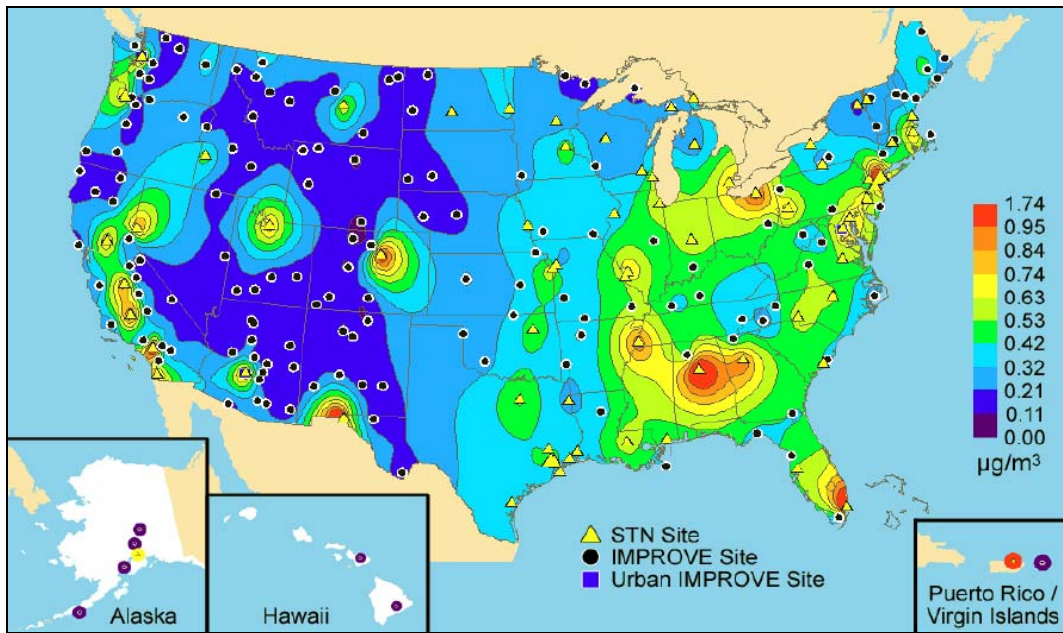 1.74
0.95
0.84
0.74
0.63
0.53
0.42
0.32
0.21
0.11
0.00
µg/m³
STN Site
IMPROVE Site
Urban IMPROVE Site
Alaska
Hawaii
Puerto Rico /
Virgin Islands